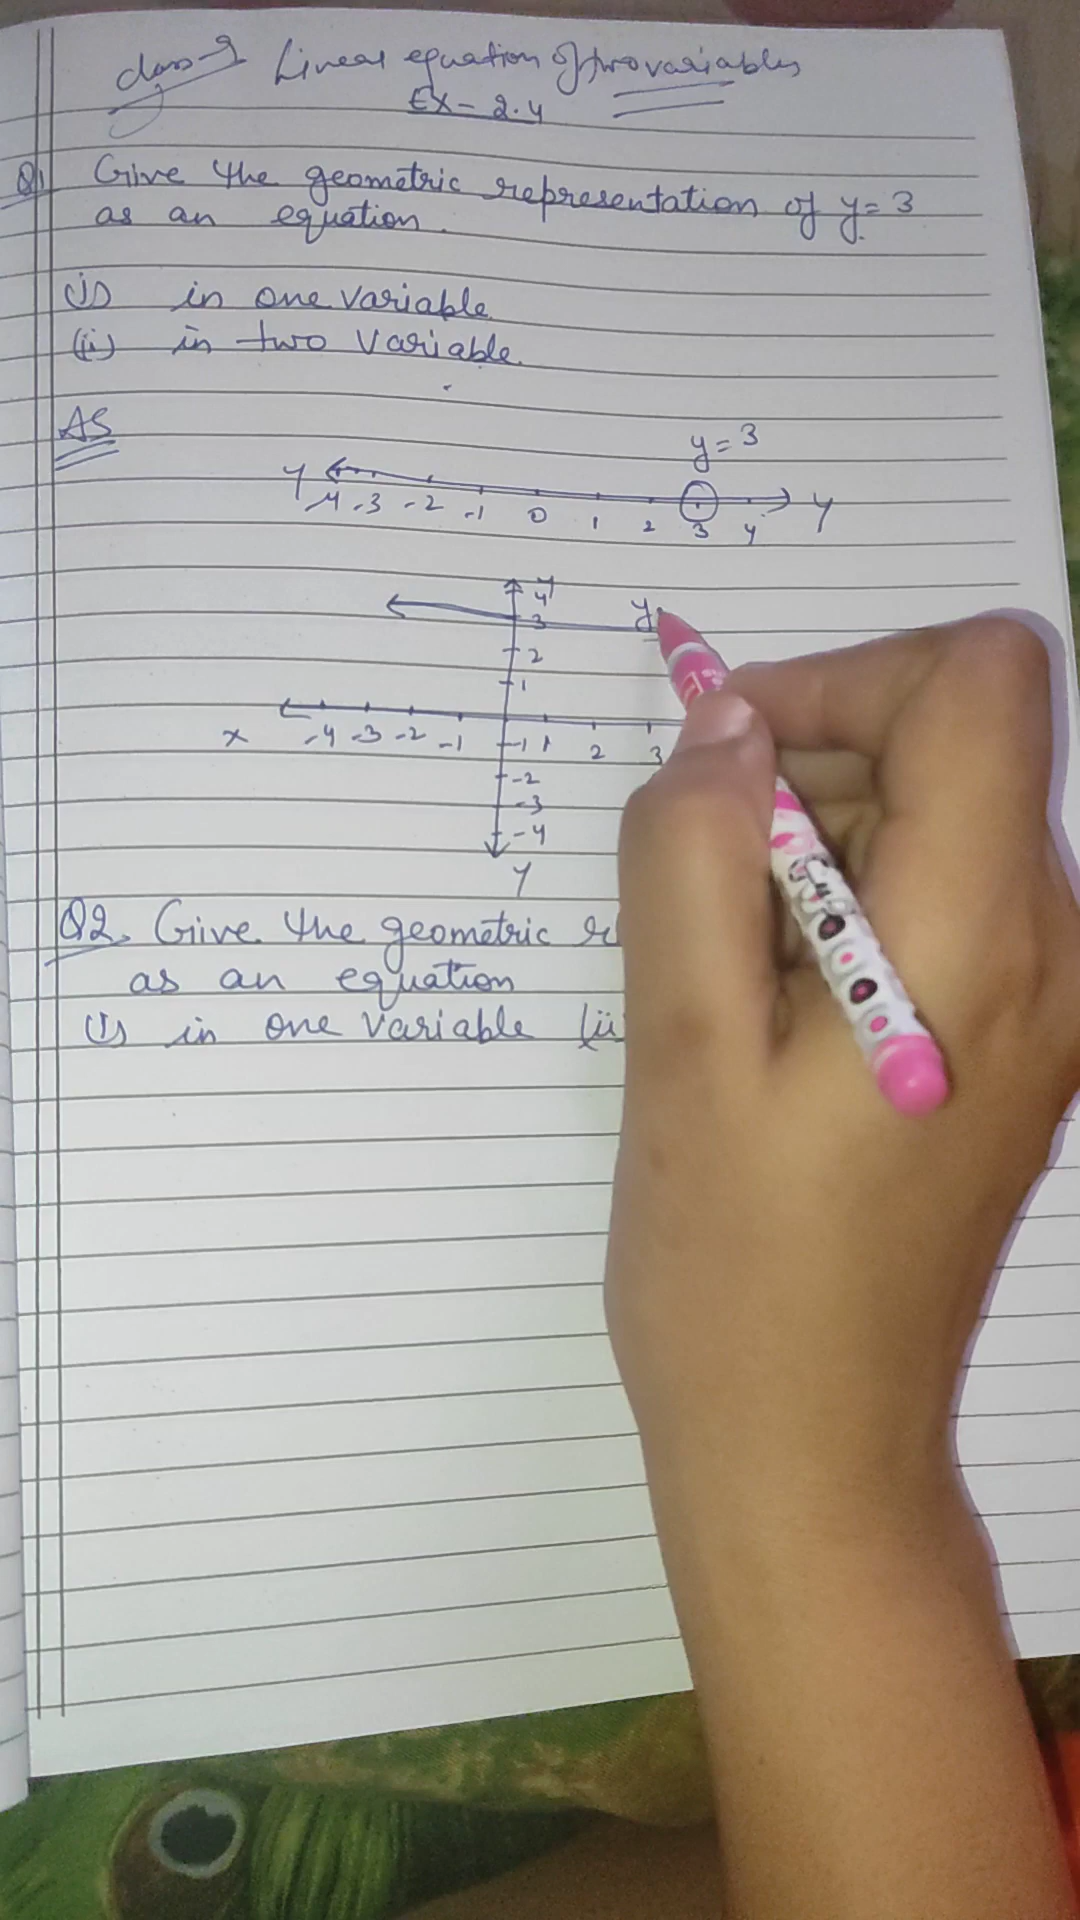 class-9 Linear equation of two variables
EX-2.4
Q1 Give the geometric representation of y=3
as an equation.
(i) in one variable
(ii) in two variable.
AS
y=3
Y -4 -3 -2 -1 0 1 2 3 4 Y
Y
4
3
y
2
1
X -4 -3 -2 -1 1 2 3
-1
-2
-3
-4
Y
Q2. Give the geometric
as an equation
(i) in one variable (ii